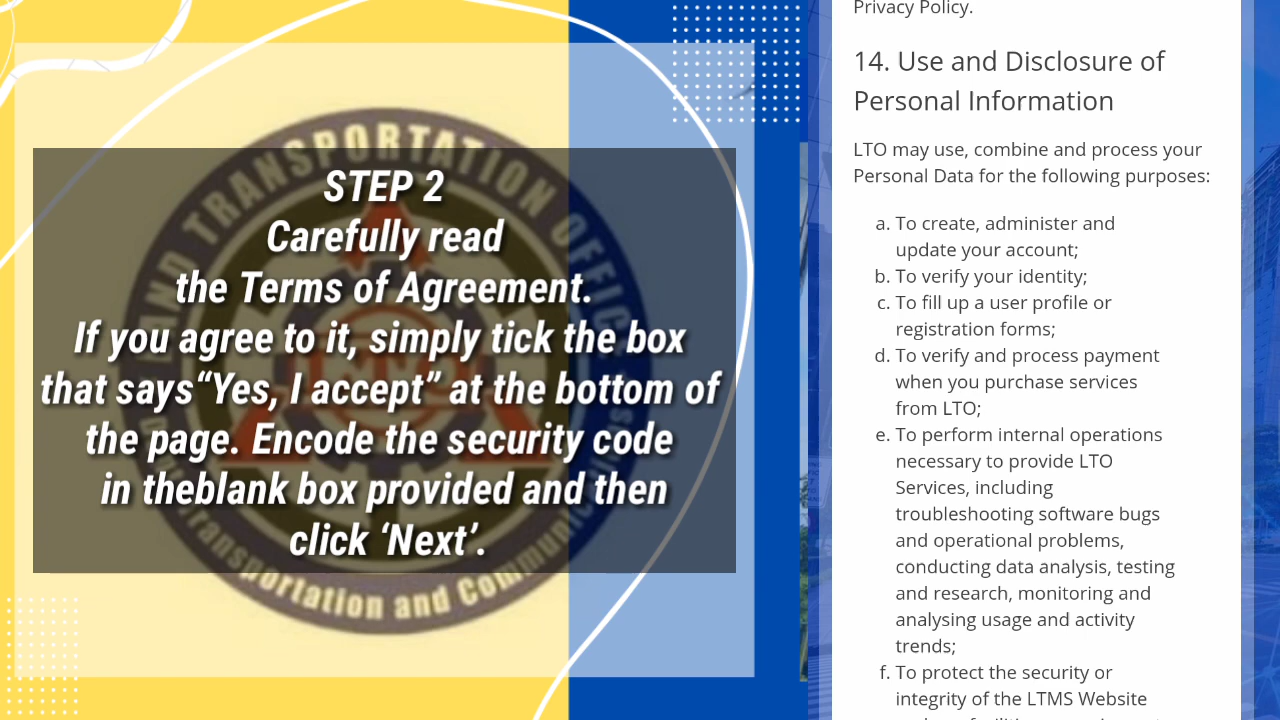 STEP 2
Carefully read
the Terms of Agreement.
If you agree to it, simply tick the box
that says“Yes, I accept” at the bottom of
the page. Encode the security code
in theblank box provided and then
click ‘Next’.
LAND TRANSPORTATION OFFICE
Transportation and
Privacy Policy.
14. Use and Disclosure of
Personal Information
LTO may use, combine and process your
Personal Data for the following purposes:
a. To create, administer and
update your account;
b. To verify your identity;
c. To fill up a user profile or
registration forms;
d. To verify and process payment
when you purchase services
from LTO;
e. To perform internal operations
necessary to provide LTO
Services, including
troubleshooting software bugs
and operational problems,
conducting data analysis, testing
and research, monitoring and
analysing usage and activity
trends;
f. To protect the security or
integrity of the LTMS Website